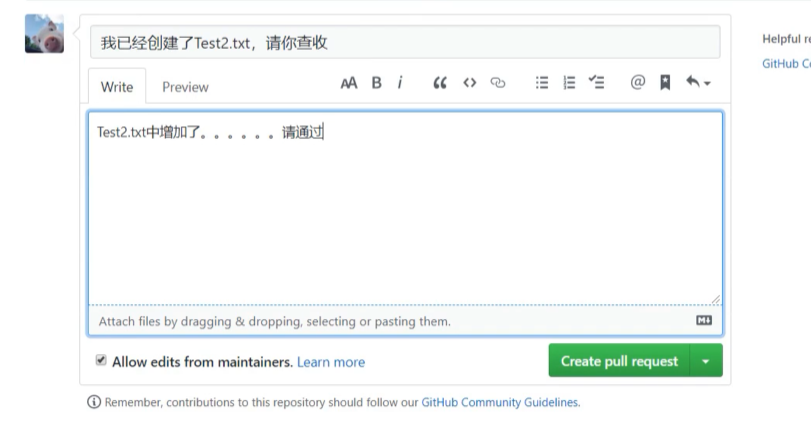 我已经创建了Test2.txt，请你查收
Helpful re
Write Preview AA B i “ <> @
GitHub Co
Test2.txt中增加了。。。。。。请通过
Attach files by dragging & dropping, selecting or pasting them.
Allow edits from maintainers. Learn more
Create pull request
Remember, contributions to this repository should follow our GitHub Community Guidelines.